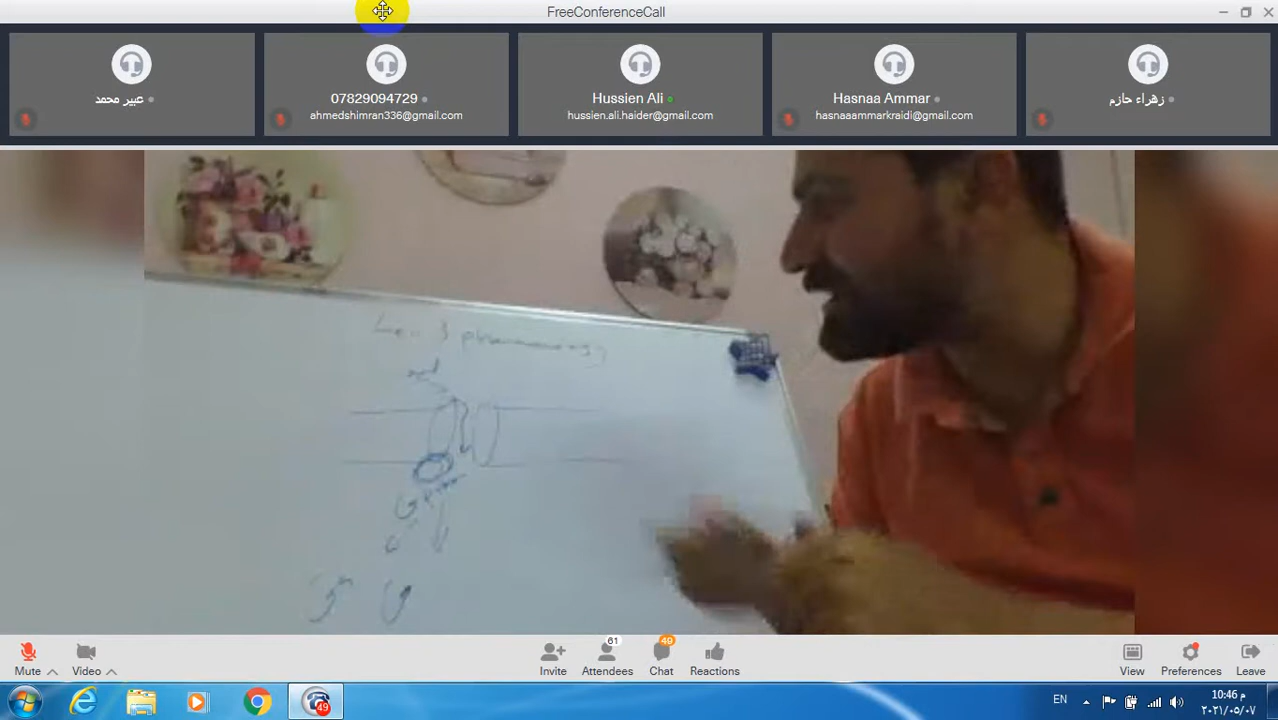 FreeConferenceCall
عبير محمد
07829094729
ahmedshimran336@gmail.com
Hussien Ali
hussien.ali.haider@gmail.com
Hasnaa Ammar
hasnaaammarkraidi@gmail.com
زهراء حازم
Mute
Video
Invite
61
Attendees
49
Chat
Reactions
View
Preferences
Leave
49
EN
10:46 م
٢٠٢١/٠٥/٠٧